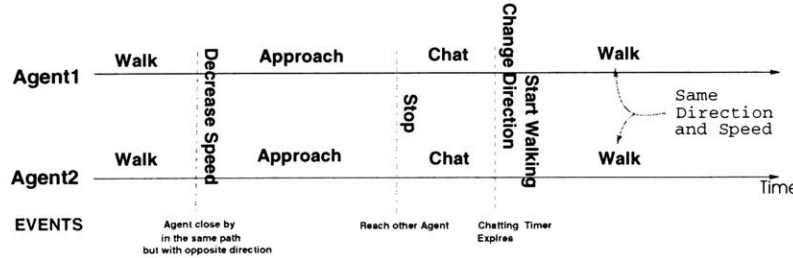 Walk
Decrease Speed
Approach
Chat
Change Direction
Start Walking
Walk
Agent1
Same
Direction
and Speed
Stop
Walk
Approach
Chat
Walk
Agent2
Time
EVENTS
Agent close by
in the same path
but with opposite direction
Reach other Agent
Chatting Timer
Expires